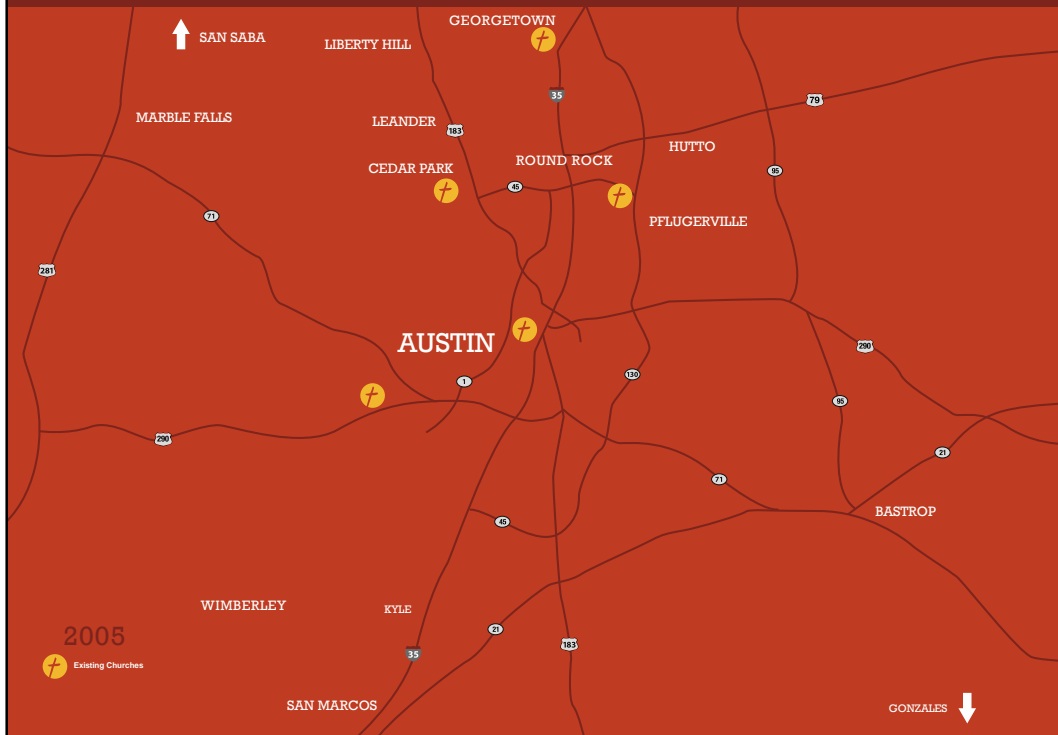 GEORGETOWN
SAN SABA
LIBERTY HILL
35
79
MARBLE FALLS
LEANDER
183
HUTTO
ROUND ROCK
CEDAR PARK
95
45
71
PFLUGERVILLE
281
AUSTIN
290
130
1
95
290
21
71
BASTROP
45
WIMBERLEY
KYLE
21
2005
183
35
Existing Churches
SAN MARCOS
GONZALES